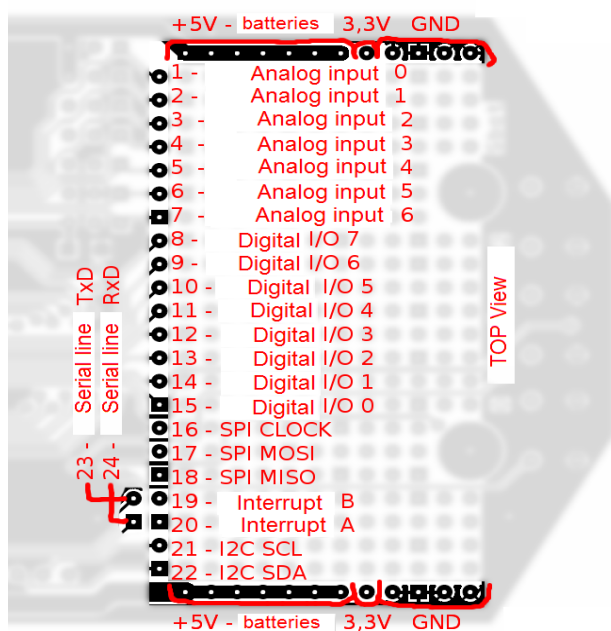 +5V - batteries 3,3V GND
1 - Analog input 0
2 - Analog input 1
3 - Analog input 2
4 - Analog input 3
5 - Analog input 4
6 - Analog input 5
7 - Analog input 6
8 - Digital I/O 7
9 - Digital I/O 6
10 - Digital I/O 5
11 - Digital I/O 4
12 - Digital I/O 3
13 - Digital I/O 2
14 - Digital I/O 1
15 - Digital I/O 0
16 - SPI CLOCK
17 - SPI MOSI
18 - SPI MISO
19 - Interrupt B
20 - Interrupt A
21 - I2C SCL
22 - I2C SDA
23 - Serial line TxD
24 - Serial line RxD
TOP View
+5V - batteries 3,3V GND